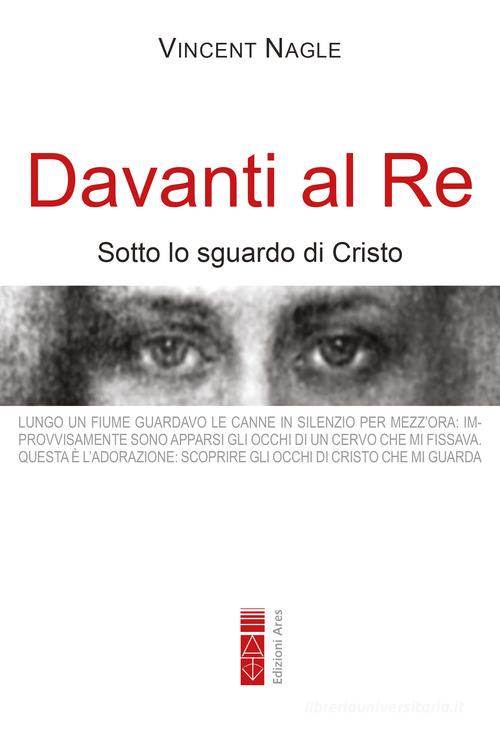 VINCENT NAGLE
Davanti al Re
Sotto lo sguardo di Cristo
LUNGO UN FIUME GUARDAVO LE CANNE IN SILENZIO PER MEZZ'ORA: IM-
PROVVISAMENTE SONO APPARSI GLI OCCHI DI UN CERVO CHE MI FISSAVA.
QUESTA È L'ADORAZIONE: SCOPRIRE GLI OCCHI DI CRISTO CHE MI GUARDA
Edizioni Ares
libreriauniversitaria.it